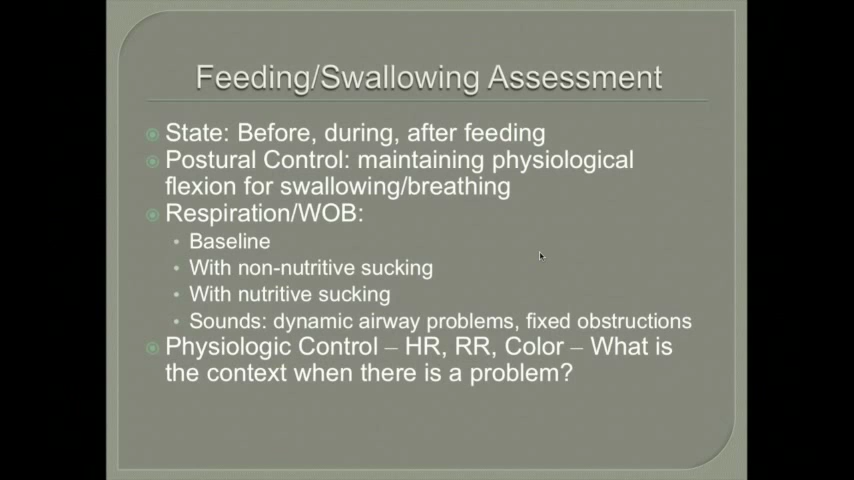 Feeding/Swallowing Assessment
State: Before, during, after feeding
Postural Control: maintaining physiological
flexion for swallowing/breathing
Respiration/WOB:
Baseline
With non-nutritive sucking
With nutritive sucking
Sounds: dynamic airway problems, fixed obstructions
Physiologic Control – HR, RR, Color – What is
the context when there is a problem?